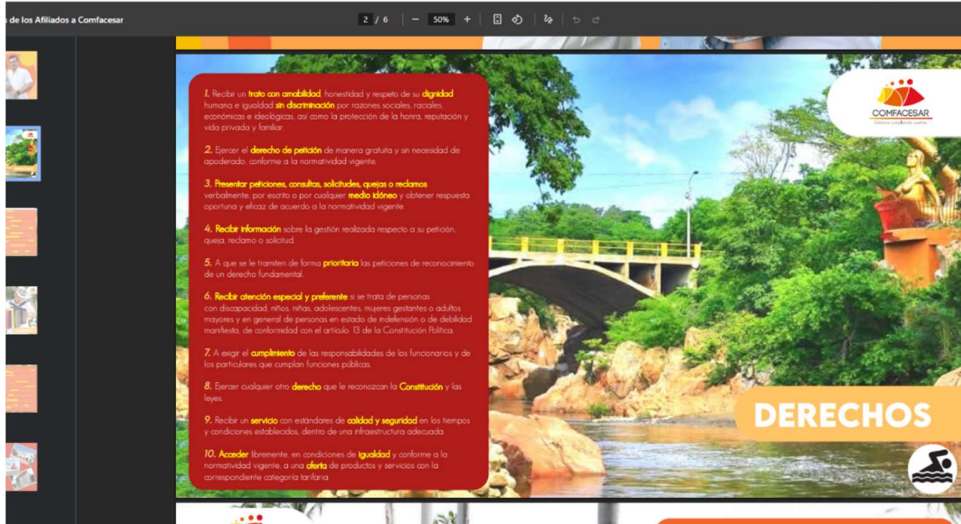 de los Afiliados a Comfacesar
2 / 6
50%
1. Recibir un trato con amabilidad, honestidad y respeto de su dignidad
humana e igualdad sin discriminación por razones sociales, raciales,
económicas e ideológicas, así como la protección de la honra, reputación y
vida privada y familiar.
2. Ejercer el derecho de petición de manera gratuita y sin necesidad de
apoderado, conforme a la normatividad vigente.
3. Presentar peticiones, consultas, solicitudes, quejas o reclamos
verbalmente, por escrito o por cualquier medio idóneo y obtener respuesta
oportuna y eficaz de acuerdo a la normatividad vigente.
4. Recibir información sobre la gestión realizada respecto a su petición,
queja, reclamo o solicitud.
5. A que se le tramiten de forma prioritaria las peticiones de reconocimiento
de un derecho fundamental.
6. Recibir atención especial y preferente si se trata de personas
con discapacidad, niños, niñas, adolescentes, mujeres gestantes o adultos
mayores y en general de personas en estado de indefensión o de debilidad
manifiesta, de conformidad con el artículo 13 de la Constitución Política.
7. A exigir el cumplimiento de las responsabilidades de los funcionarios y de
los particulares que cumplan funciones públicas.
8. Ejercer cualquier otro derecho que le reconozcan la Constitución y las
leyes.
9. Recibir un servicio con estándares de calidad y seguridad en los tiempos
y condiciones establecidos, dentro de una infraestructura adecuada.
10. Acceder libremente, en condiciones de igualdad y conforme a la
normatividad vigente, a una oferta de productos y servicios con la
correspondiente categoría tarifaria.
COMFACESAR
DERECHOS